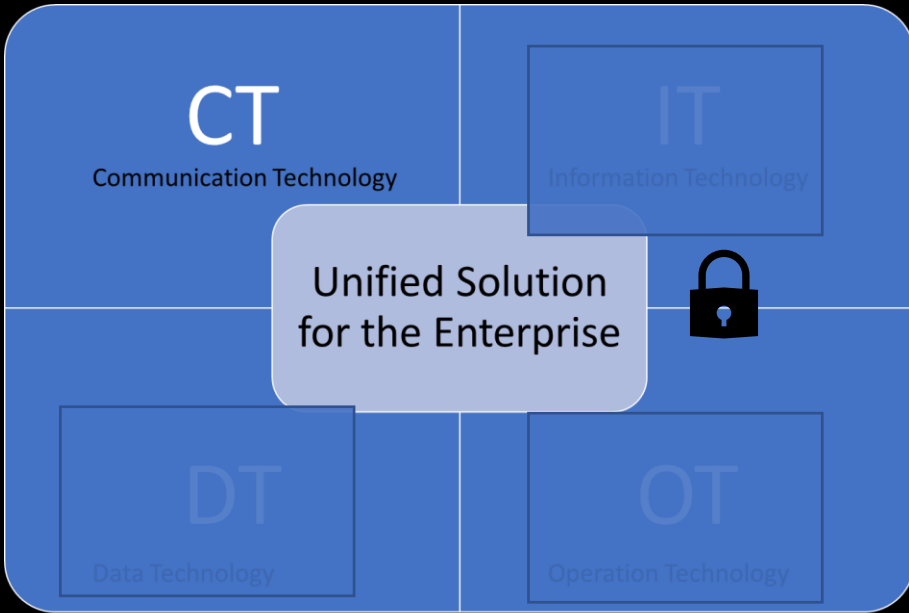 CT
Communication Technology
IT
Information Technology
Unified Solution
for the Enterprise
DT
Data Technology
OT
Operation Technology